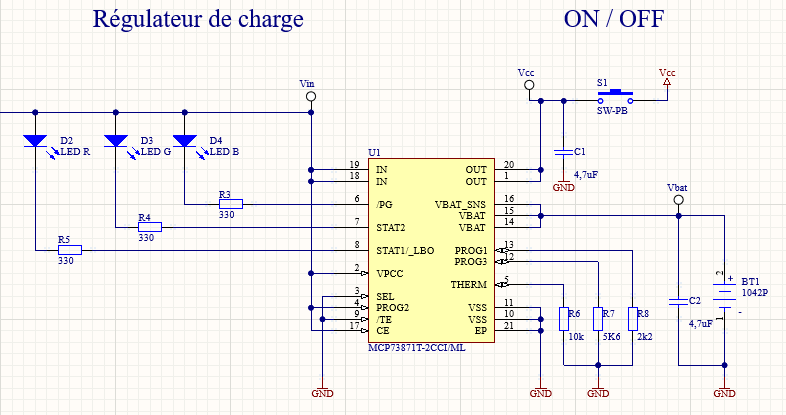 Régulateur de charge
ON / OFF
Vin
Vcc
S1
SW-PB
Vcc
D2
LED R
D3
LED G
D4
LED B
C1
4,7uF
GND
U1
19 IN OUT 20
18 IN OUT 1
6 /PG VBAT_SNS 16
VBAT 15
7 STAT2 VBAT 14
8 STAT1/_LBO PROG1 13
PROG3 12
2 VPCC
THERM 5
3 SEL
4 PROG2 VSS 11
9 /TE VSS 10
17 CE EP 21
MCP73871T-2CCI/ML
R3
330
R4
330
R5
330
Vbat
2
+
BT1
1042P
-
1
C2
4,7uF
R6
10k
R7
5K6
R8
2k2
GND
GND
GND
GND